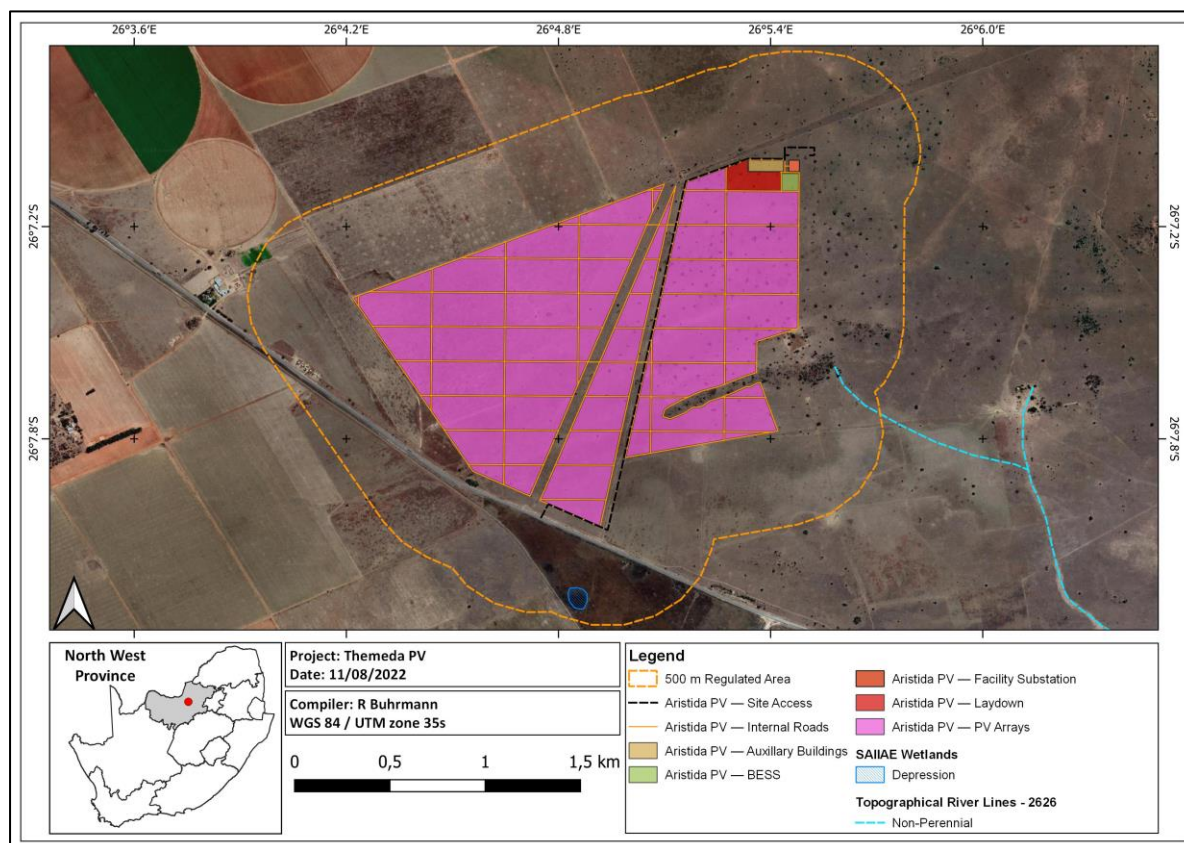 26°3.6'E 26°4.2'E 26°4.8'E 26°5.4'E 26°6.0'E
26°7.2'S 26°7.2'S
26°7.8'S 26°7.8'S
North West
Province
Project: Themeda PV
Date: 11/08/2022
Compiler: R Buhrmann
WGS 84 / UTM zone 35s
0 0,5 1 1,5 km
Legend
500 m Regulated Area
Aristida PV — Site Access
Aristida PV — Internal Roads
Aristida PV — Auxillary Buildings
Aristida PV — BESS
Aristida PV — Facility Substation
Aristida PV — Laydown
Aristida PV — PV Arrays
SAIIAE Wetlands
Depression
Topographical River Lines - 2626
Non-Perennial